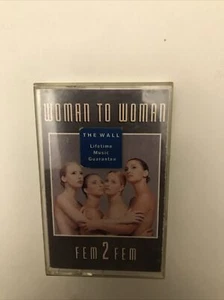 WOMAN TO WOMAN
THE WALL
Lifetime
Music
Guarantee
FEM 2 FEM